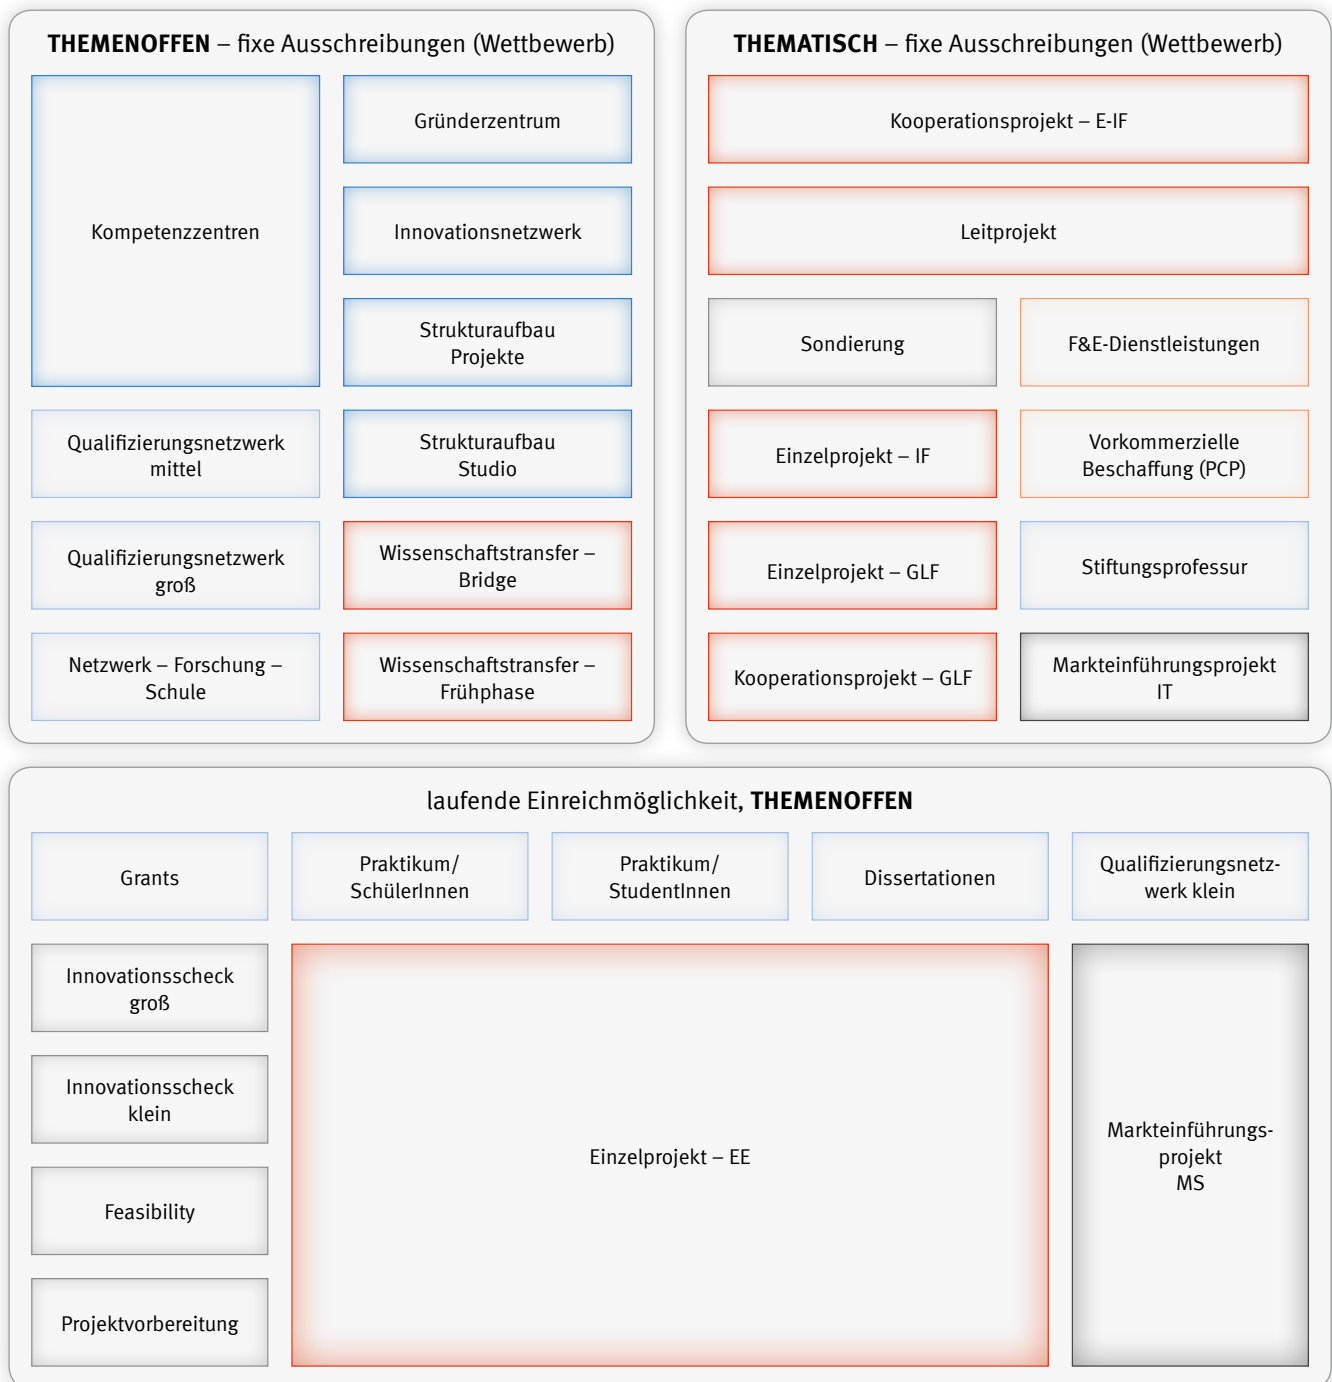 THEMENOFFEN – fixe Ausschreibungen (Wettbewerb)
Kompetenzzentren
Gründerzentrum
Innovationsnetzwerk
Strukturaufbau
Projekte
Qualifizierungsnetzwerk
mittel
Strukturaufbau
Studio
Qualifizierungsnetzwerk
groß
Wissenschaftstransfer –
Bridge
Netzwerk – Forschung –
Schule
Wissenschaftstransfer –
Frühphase
THEMATISCH – fixe Ausschreibungen (Wettbewerb)
Kooperationsprojekt – E-IF
Leitprojekt
Sondierung
F&E-Dienstleistungen
Einzelprojekt – IF
Vorkommerzielle
Beschaffung (PCP)
Einzelprojekt – GLF
Stiftungsprofessur
Kooperationsprojekt – GLF
Markteinführungsprojekt
IT
laufende Einreichmöglichkeit, THEMENOFFEN
Grants
Praktikum/
SchülerInnen
Praktikum/
StudentInnen
Dissertationen
Qualifizierungsnetz-
werk klein
Innovationsscheck
groß
Innovationsscheck
klein
Feasibility
Projektvorbereitung
Einzelprojekt – EE
Markteinführungs-
projekt
MS